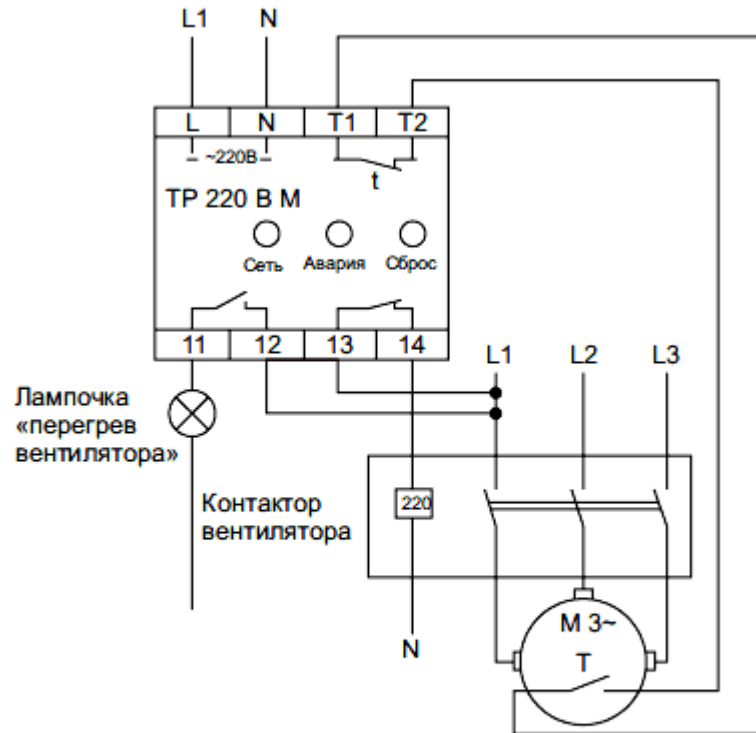 L1 N
L N T1 T2
~220В
t
ТР 220 В М
Сеть Авария Сброс
11 12 13 14
L1 L2 L3
Лампочка
«перегрев
вентилятора»
220
Контактор
вентилятора
N
М 3~
Т